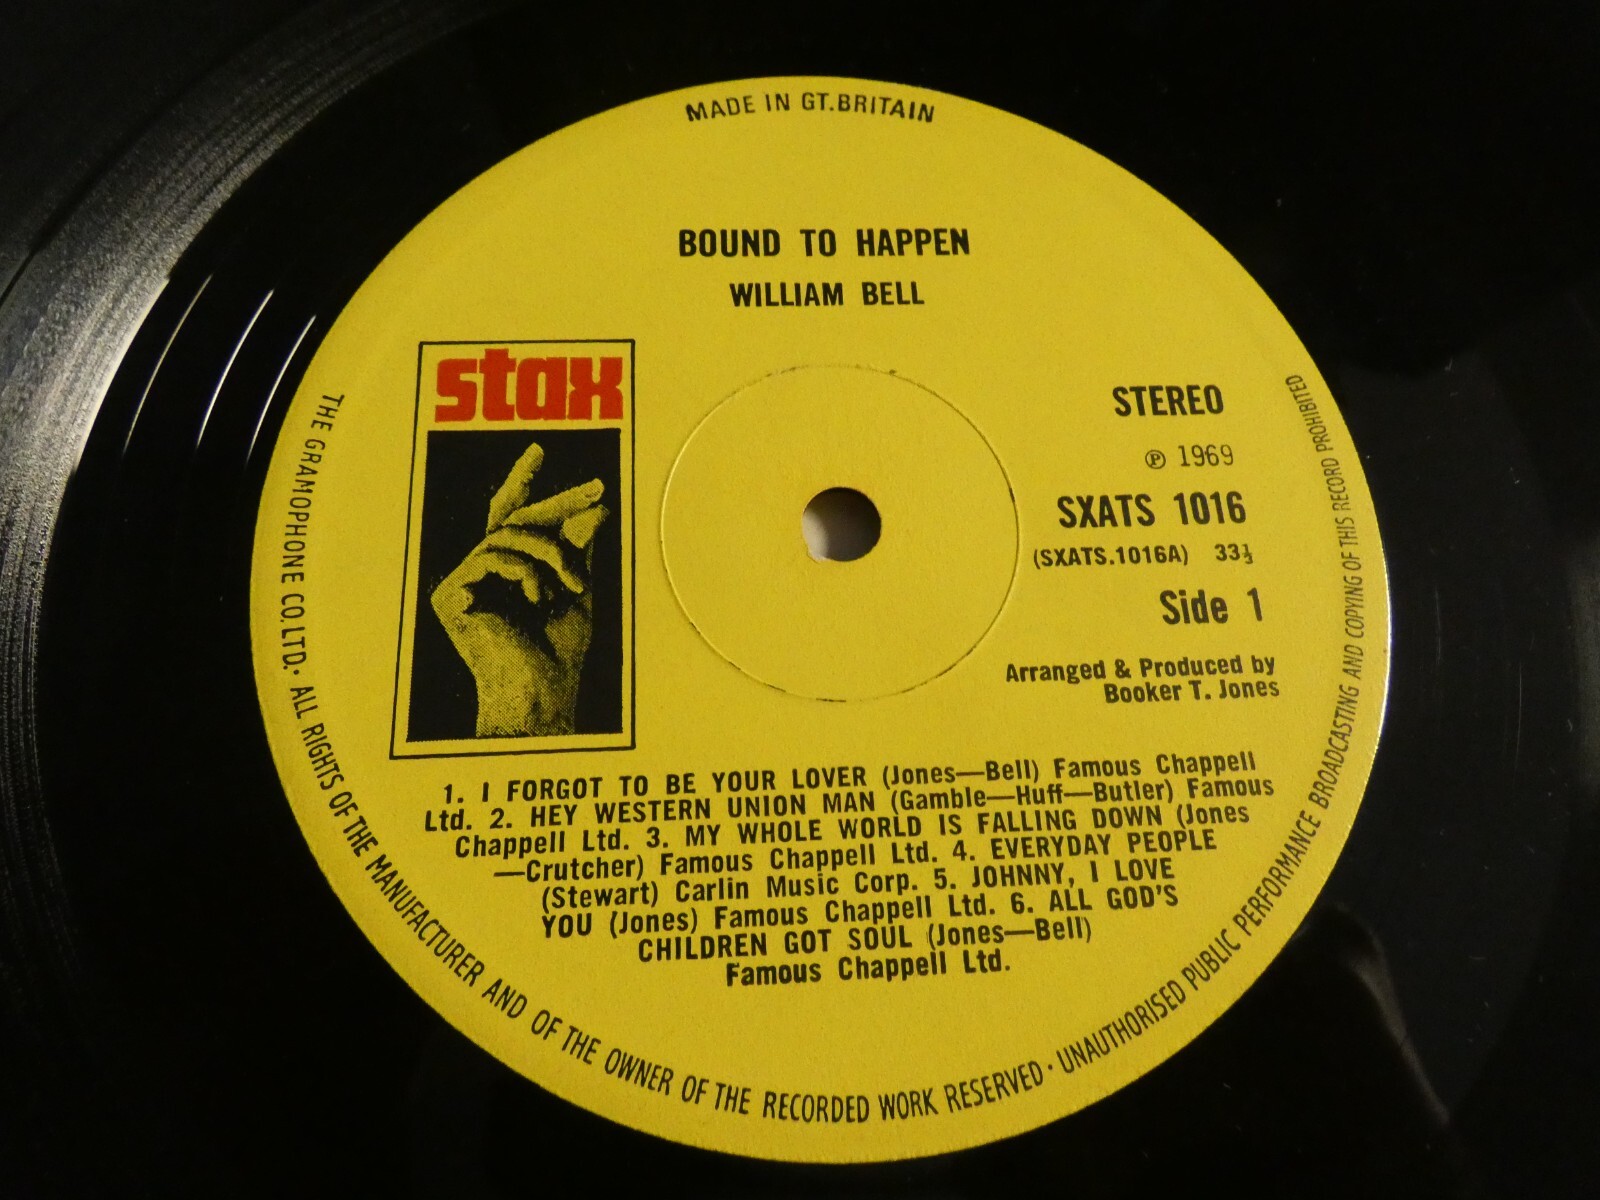 MADE IN GT.BRITAIN
BOUND TO HAPPEN
WILLIAM BELL
stax
STEREO
℗ 1969
SXATS 1016
(SXATS.1016A) 33⅓
Side 1
Arranged & Produced by
Booker T. Jones
1. I FORGOT TO BE YOUR LOVER (Jones—Bell) Famous Chappell
Ltd. 2. HEY WESTERN UNION MAN (Gamble—Huff—Butler) Famous
Chappell Ltd. 3. MY WHOLE WORLD IS FALLING DOWN (Jones
—Crutcher) Famous Chappell Ltd. 4. EVERYDAY PEOPLE
(Stewart) Carlin Music Corp. 5. JOHNNY, I LOVE
YOU (Jones) Famous Chappell Ltd. 6. ALL GOD'S
CHILDREN GOT SOUL (Jones—Bell)
Famous Chappell Ltd.
THE GRAMOPHONE CO.LTD. ALL RIGHTS OF THE MANUFACTURER AND OF THE OWNER OF THE RECORDED WORK RESERVED · UNAUTHORISED PUBLIC PERFORMANCE BROADCASTING AND COPYING OF THIS RECORD PROHIBITED